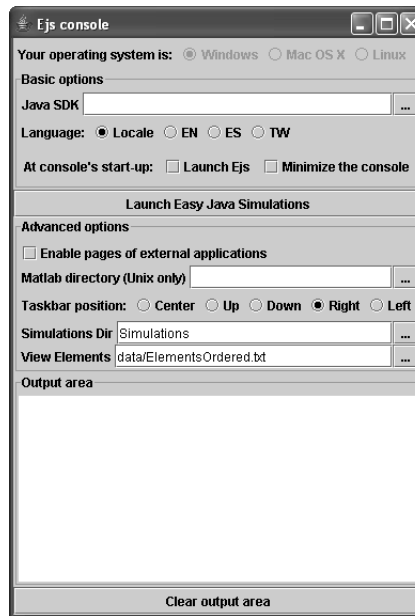 Ejs console
Your operating system is: Windows Mac OS X Linux
Basic options
Java SDK ...
Language: Locale EN ES TW
At console's start-up: Launch Ejs Minimize the console
Launch Easy Java Simulations
Advanced options
Enable pages of external applications
Matlab directory (Unix only) ...
Taskbar position: Center Up Down Right Left
Simulations Dir Simulations ...
View Elements data/ElementsOrdered.txt ...
Output area
Clear output area